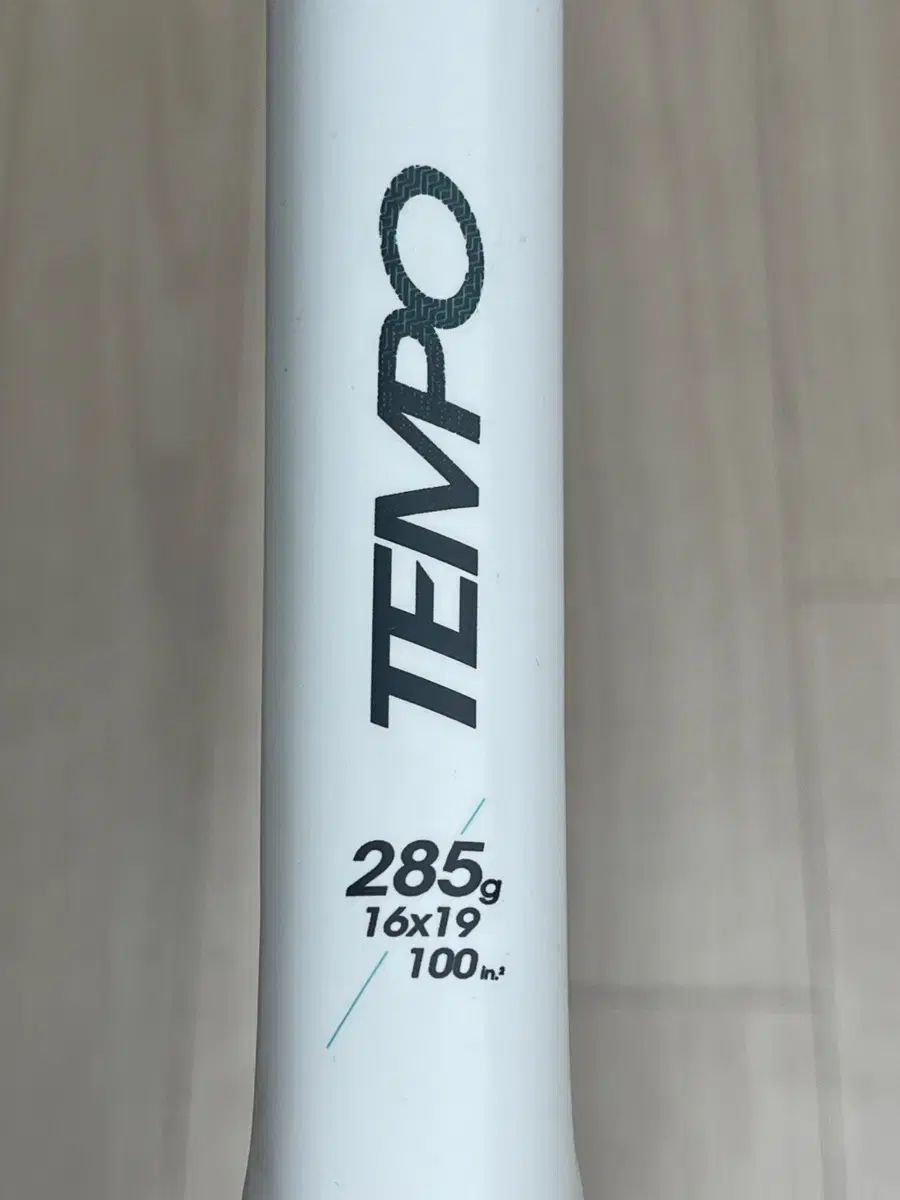 TEMPO
285g
16x19
100in.²